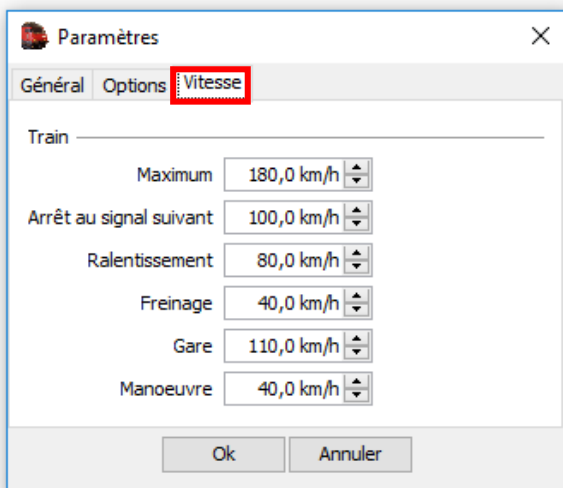 Paramètres
Général Options Vitesse
Train
Maximum 180,0 km/h
Arrêt au signal suivant 100,0 km/h
Ralentissement 80,0 km/h
Freinage 40,0 km/h
Gare 110,0 km/h
Manoeuvre 40,0 km/h
Ok Annuler